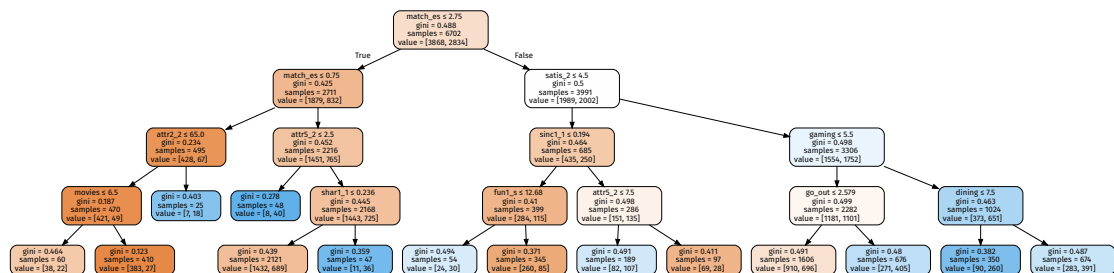 match_es ≤ 2.75
gini = 0.488
samples = 6702
value = [3868, 2834]
True
False
match_es ≤ 0.75
gini = 0.425
samples = 2711
value = [1879, 832]
satis_2 ≤ 4.5
gini = 0.5
samples = 3991
value = [1989, 2002]
attr2_2 ≤ 65.0
gini = 0.234
samples = 495
value = [428, 67]
attr5_2 ≤ 2.5
gini = 0.452
samples = 2216
value = [1451, 765]
sinc1_1 ≤ 0.194
gini = 0.464
samples = 685
value = [435, 250]
gaming ≤ 5.5
gini = 0.498
samples = 3306
value = [1554, 1752]
movies ≤ 6.5
gini = 0.187
samples = 470
value = [421, 49]
gini = 0.403
samples = 25
value = [7, 18]
gini = 0.278
samples = 48
value = [8, 40]
shar1_1 ≤ 0.236
gini = 0.445
samples = 2168
value = [1443, 725]
fun1_s ≤ 12.68
gini = 0.41
samples = 399
value = [284, 115]
attr5_2 ≤ 7.5
gini = 0.498
samples = 286
value = [151, 135]
go_out ≤ 2.579
gini = 0.499
samples = 2282
value = [1181, 1101]
dining ≤ 7.5
gini = 0.463
samples = 1024
value = [373, 651]
gini = 0.464
samples = 60
value = [38, 22]
gini = 0.123
samples = 410
value = [383, 27]
gini = 0.439
samples = 2121
value = [1432, 689]
gini = 0.359
samples = 47
value = [11, 36]
gini = 0.494
samples = 54
value = [24, 30]
gini = 0.371
samples = 345
value = [260, 85]
gini = 0.491
samples = 189
value = [82, 107]
gini = 0.411
samples = 97
value = [69, 28]
gini = 0.491
samples = 1606
value = [910, 696]
gini = 0.48
samples = 676
value = [271, 405]
gini = 0.382
samples = 350
value = [90, 260]
gini = 0.487
samples = 674
value = [283, 391]